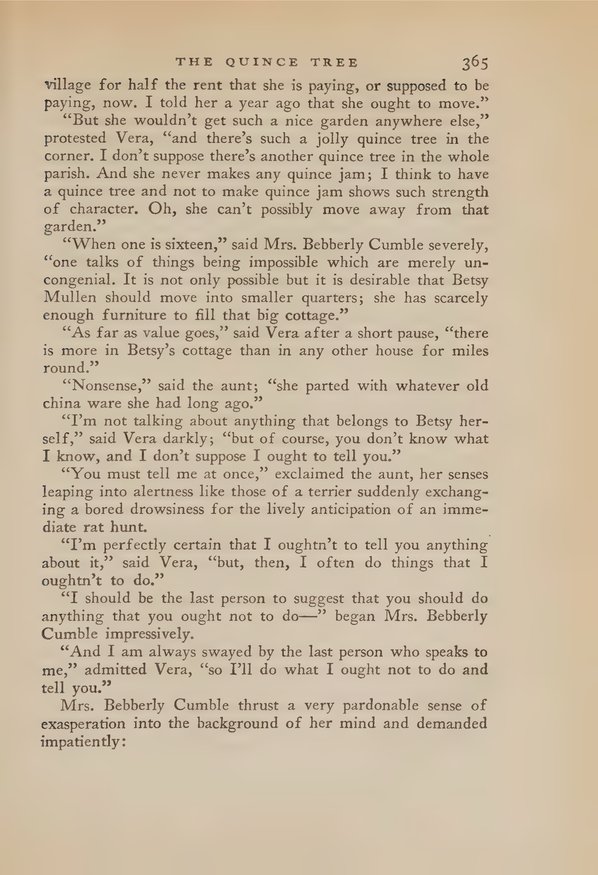 THE QUINCE TREE 365
village for half the rent that she is paying, or supposed to be
paying, now. I told her a year ago that she ought to move.”
“But she wouldn’t get such a nice garden anywhere else,”
protested Vera, “and there’s such a jolly quince tree in the
corner. I don’t suppose there’s another quince tree in the whole
parish. And she never makes any quince jam; I think to have
a quince tree and not to make quince jam shows such strength
of character. Oh, she can’t possibly move away from that
garden.”
“When one is sixteen,” said Mrs. Bebberly Cumble severely,
“one talks of things being impossible which are merely un-
congenial. It is not only possible but it is desirable that Betsy
Mullen should move into smaller quarters; she has scarcely
enough furniture to fill that big cottage.”
“As far as value goes,” said Vera after a short pause, “there
is more in Betsy’s cottage than in any other house for miles
round.”
“Nonsense,” said the aunt; “she parted with whatever old
china ware she had long ago.”
“I’m not talking about anything that belongs to Betsy her-
self,” said Vera darkly; “but of course, you don’t know what
I know, and I don’t suppose I ought to tell you.”
“You must tell me at once,” exclaimed the aunt, her senses
leaping into alertness like those of a terrier suddenly exchang-
ing a bored drowsiness for the lively anticipation of an imme-
diate rat hunt.
“I’m perfectly certain that I oughtn’t to tell you anything
about it,” said Vera, “but, then, I often do things that I
oughtn’t to do.”
“I should be the last person to suggest that you should do
anything that you ought not to do—” began Mrs. Bebberly
Cumble impressively.
“And I am always swayed by the last person who speaks to
me,” admitted Vera, “so I’ll do what I ought not to do and
tell you.”
Mrs. Bebberly Cumble thrust a very pardonable sense of
exasperation into the background of her mind and demanded
impatiently: